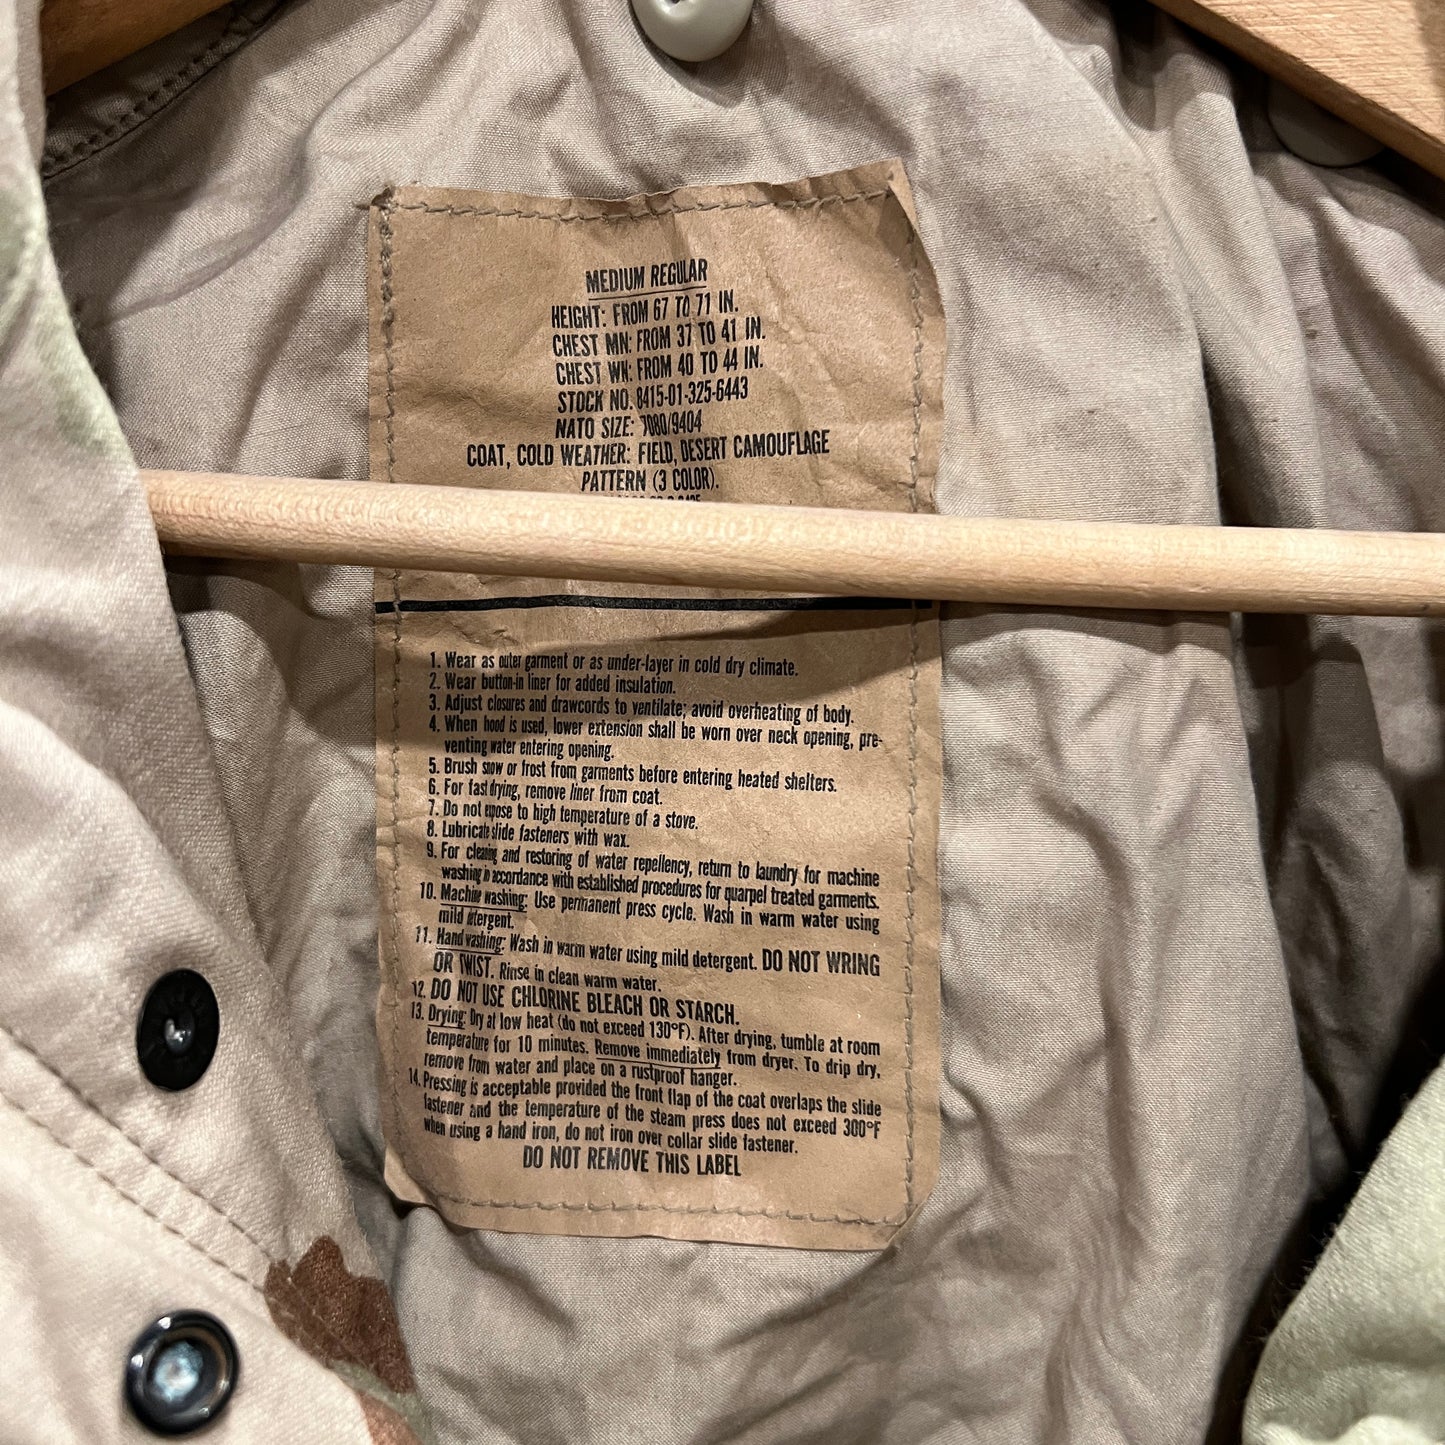 MEDIUM REGULAR
HEIGHT: FROM 67 TO 71 IN.
CHEST MN: FROM 37 TO 41 IN.
CHEST WN: FROM 40 TO 44 IN.
STOCK NO. 8415-01-325-6443
NATO SIZE: 7080/9404
COAT, COLD WEATHER: FIELD, DESERT CAMOUFLAGE
PATTERN (3 COLOR).
1. Wear as outer garment or as under-layer in cold dry climate.
2. Wear button-in liner for added insulation.
3. Adjust closures and drawcords to ventilate; avoid overheating of body.
4. When hood is used, lower extension shall be worn over neck opening, pre-
venting water entering opening.
5. Brush snow or frost from garments before entering heated shelters.
6. For fast drying, remove liner from coat.
7. Do not expose to high temperature of a stove.
8. Lubricate slide fasteners with wax.
9. For cleaning and restoring of water repellency, return to laundry for machine
washing in accordance with established procedures for quarpel treated garments.
10. Machine washing: Use permanent press cycle. Wash in warm water using
mild detergent.
11. Hand washing: Wash in warm water using mild detergent. DO NOT WRING
OR TWIST. Rinse in clean warm water.
12. DO NOT USE CHLORINE BLEACH OR STARCH.
13. Drying: Dry at low heat (do not exceed 130°F). After drying, tumble at room
temperature for 10 minutes. Remove immediately from dryer. To drip dry,
remove from water and place on a rustproof hanger.
14. Pressing is acceptable provided the front flap of the coat overlaps the slide
fastener and the temperature of the steam press does not exceed 300°F
when using a hand iron, do not iron over collar slide fastener.
DO NOT REMOVE THIS LABEL